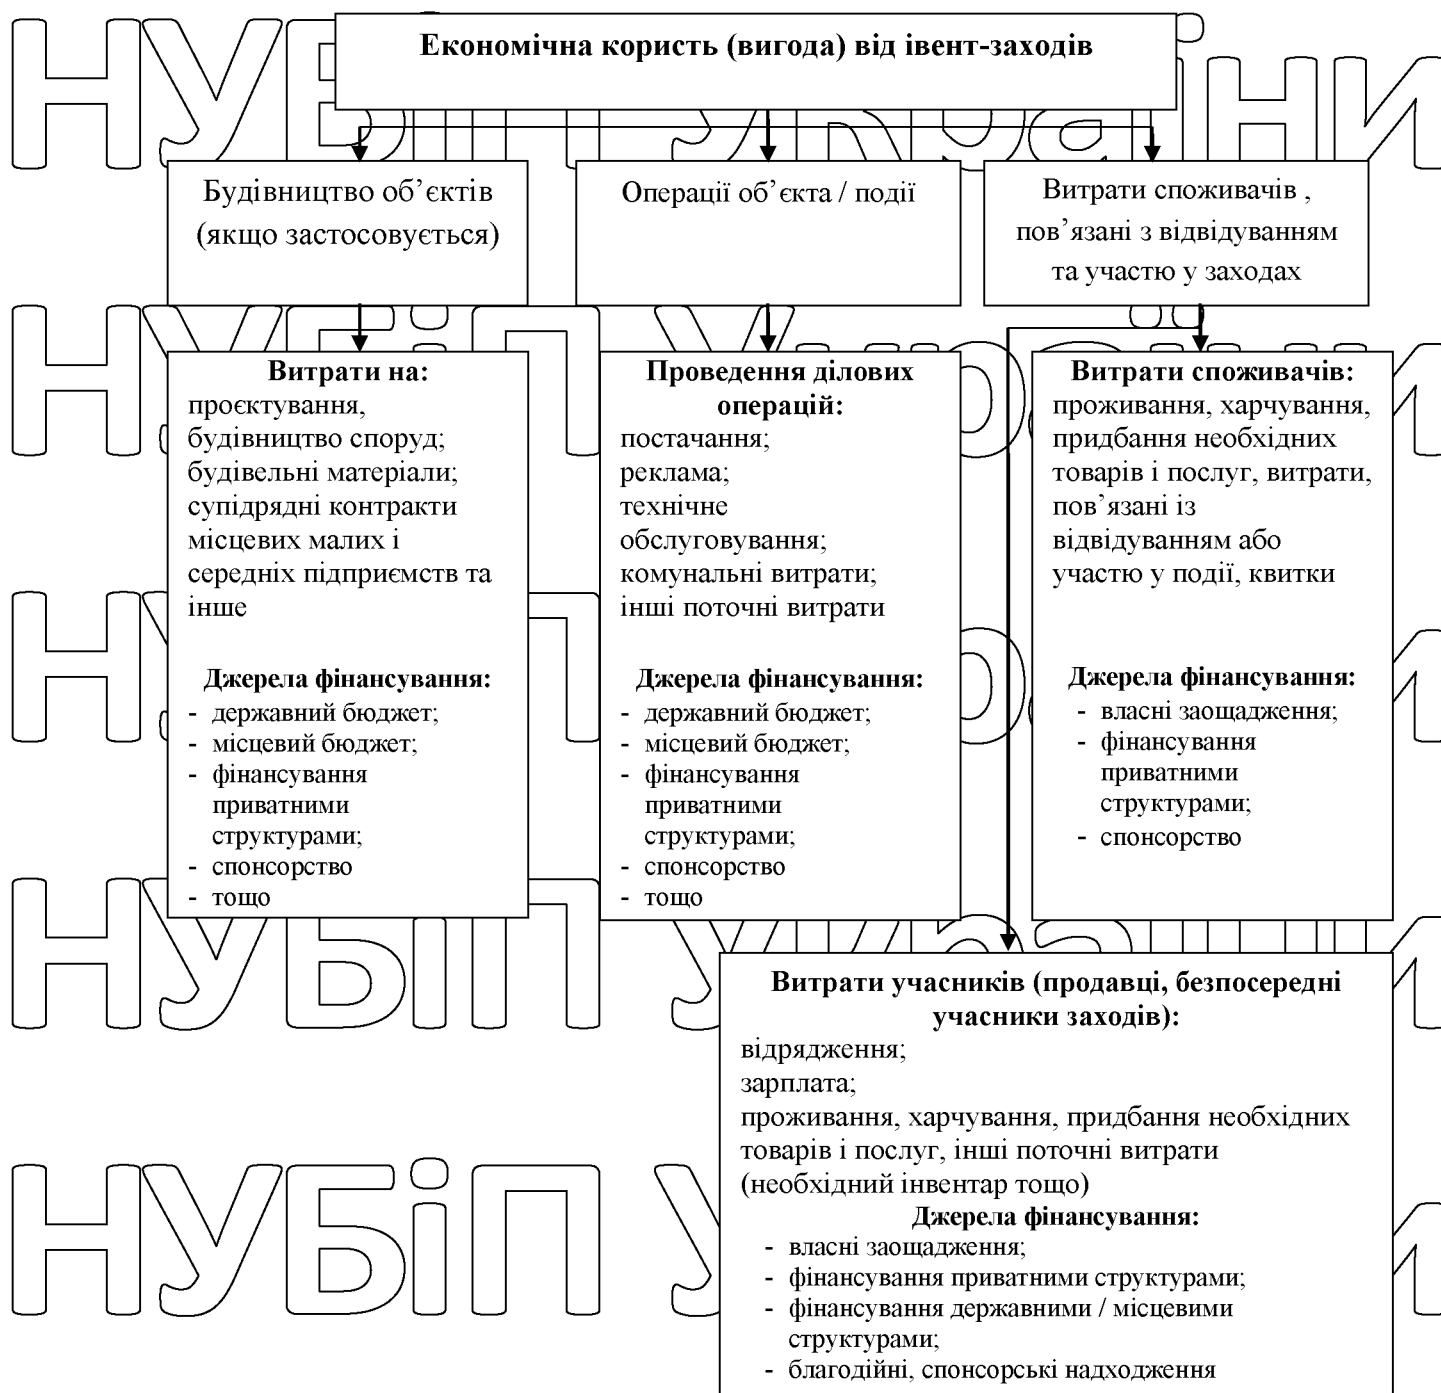 Економічна користь (вигода) від івент-заходів
Будівництво об’єктів
(якщо застосовується)
Операції об’єкта / події
Витрати споживачів ,
пов’язані з відвідуванням
та участю у заходах
Витрати на:
проєктування,
будівництво споруд;
будівельні матеріали;
супідрядні контракти
місцевих малих і
середніх підприємств та
інше
Джерела фінансування:
- державний бюджет;
- місцевий бюджет;
- фінансування
приватними
структурами;
- спонсорство
- тощо
Проведення ділових
операцій:
постачання;
реклама;
технічне
обслуговування;
комунальні витрати;
інші поточні витрати
Джерела фінансування:
- державний бюджет;
- місцевий бюджет;
- фінансування
приватними
структурами;
- спонсорство
- тощо
Витрати споживачів:
проживання, харчування,
придбання необхідних
товарів і послуг, витрати,
пов’язані із
відвідуванням або
участю у події, квитки
Джерела фінансування:
- власні заощадження;
- фінансування
приватними
структурами;
- спонсорство
Витрати учасників (продавці, безпосередні
учасники заходів):
відрядження;
зарплата;
проживання, харчування, придбання необхідних
товарів і послуг, інші поточні витрати
(необхідний інвентар тощо)
Джерела фінансування:
- власні заощадження;
- фінансування приватними структурами;
- фінансування державними / місцевими
структурами;
- благодійні, спонсорські надходження
НУБіП